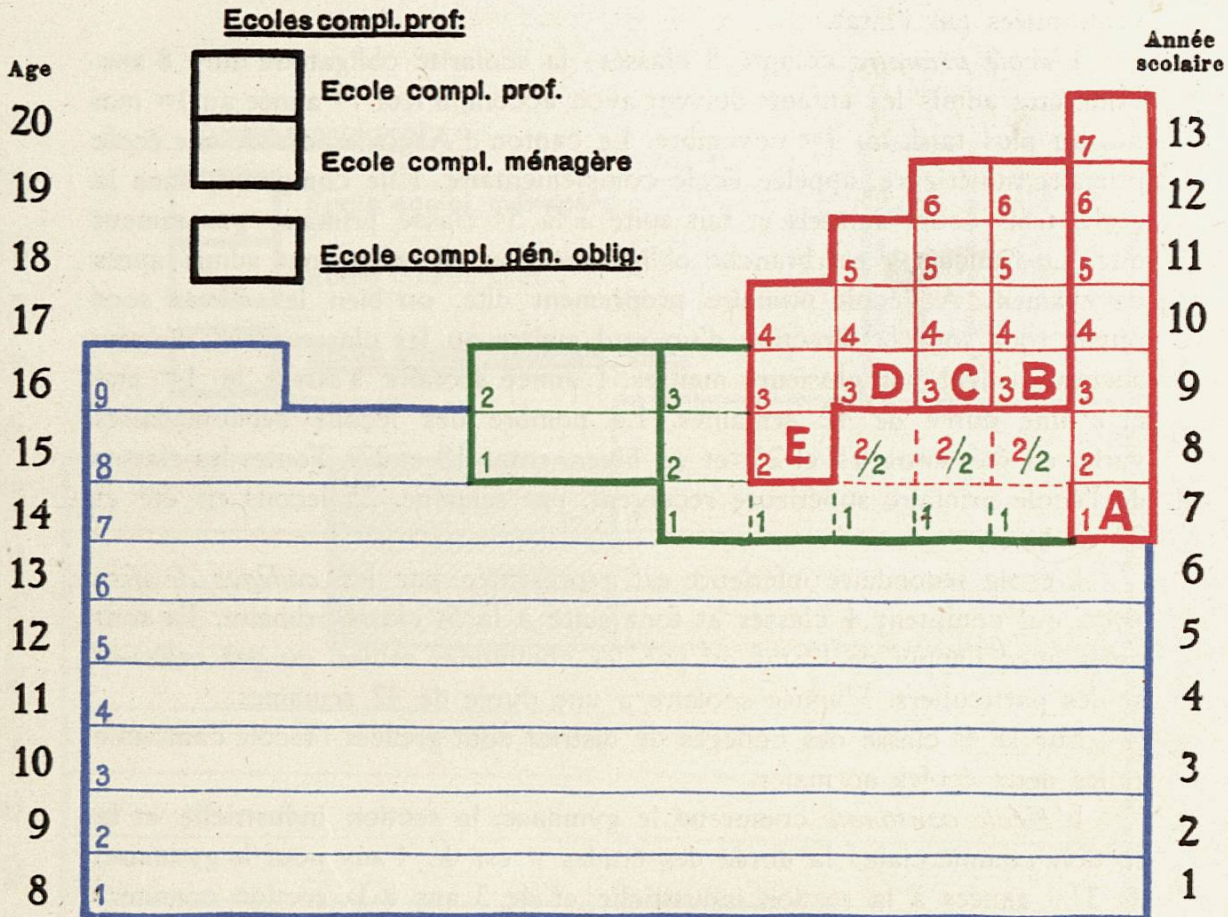 Ecoles compl. prof:
Age
Année
scolaire
Ecole compl. prof.
20
13
7
Ecole compl. ménagère
19
12
6 6 6
Ecole compl. gén. oblig.
18
11
5 5 5 5
17
10
4 4 4 4 4
16
9
9
2 3 3 3 D 3 C 3 B 3
15
8
8
1 2 2 E 2/2 2/2 2/2 2
14
7
7
1 1 1 1 1 1 A
13
6
6
12
5
5
11
4
4
10
3
3
9
2
2
8
1
1